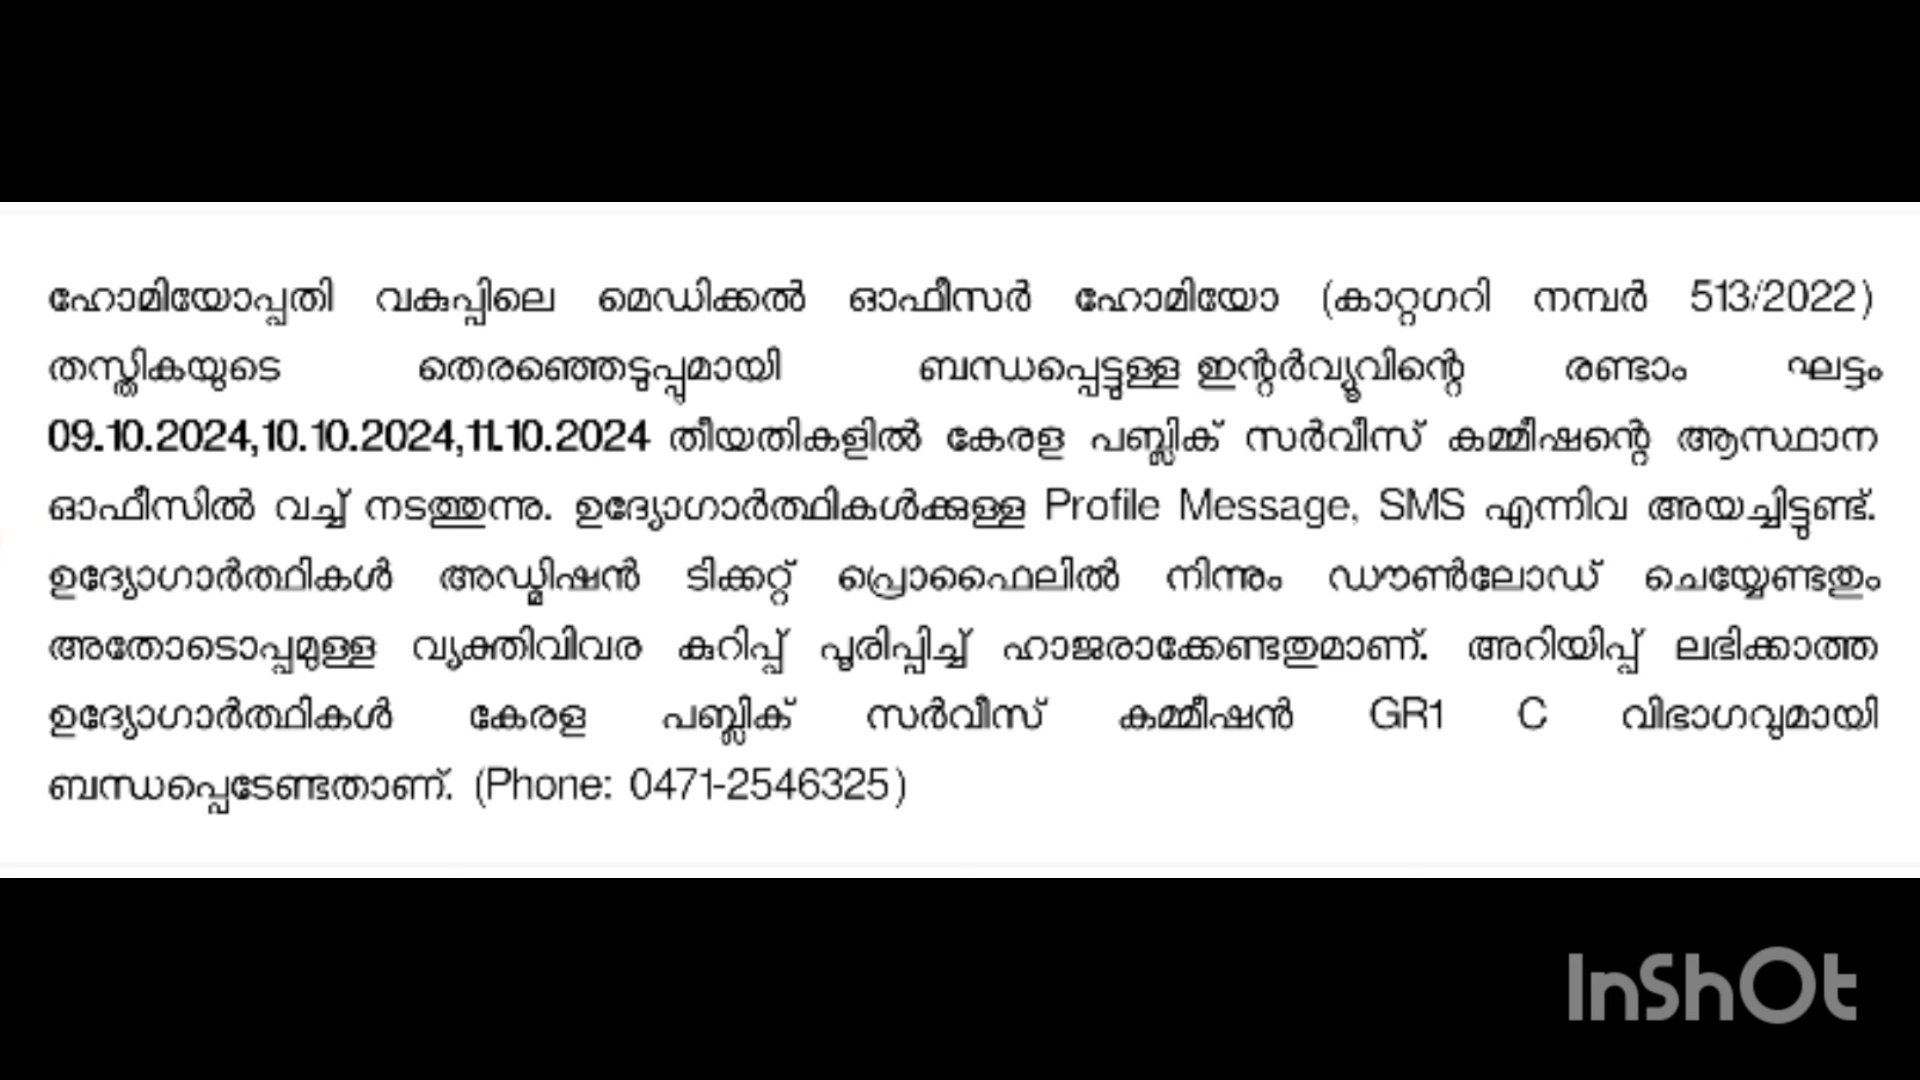 ഹോമിയോപ്പതി വകുപ്പിലെ മെഡിക്കൽ ഓഫീസർ ഹോമിയോ (കാറ്റഗറി നമ്പർ 513/2022)
തസ്തികയുടെ തെരഞ്ഞെടുപ്പുമായി ബന്ധപ്പെട്ടുള്ള ഇന്റർവ്യൂവിന്റെ രണ്ടാം ഘട്ടം
09.10.2024,10.10.2024,11.10.2024 തീയതികളിൽ കേരള പബ്ലിക് സർവീസ് കമ്മീഷന്റെ ആസ്ഥാന
ഓഫീസിൽ വച്ച് നടത്തുന്നു. ഉദ്യോഗാർത്ഥികൾക്കുള്ള Profile Message, SMS എന്നിവ അയച്ചിട്ടുണ്ട്.
ഉദ്യോഗാർത്ഥികൾ അഡ്മിഷൻ ടിക്കറ്റ് പ്രൊഫൈലിൽ നിന്നും ഡൗൺലോഡ് ചെയ്യേണ്ടതും
അതോടൊപ്പമുള്ള വ്യക്തിവിവര കുറിപ്പ് പൂരിപ്പിച്ച് ഹാജരാക്കേണ്ടതുമാണ്. അറിയിപ്പ് ലഭിക്കാത്ത
ഉദ്യോഗാർത്ഥികൾ കേരള പബ്ലിക് സർവീസ് കമ്മീഷൻ GR1 C വിഭാഗവുമായി
ബന്ധപ്പെടേണ്ടതാണ്. (Phone: 0471-2546325)
InShOt